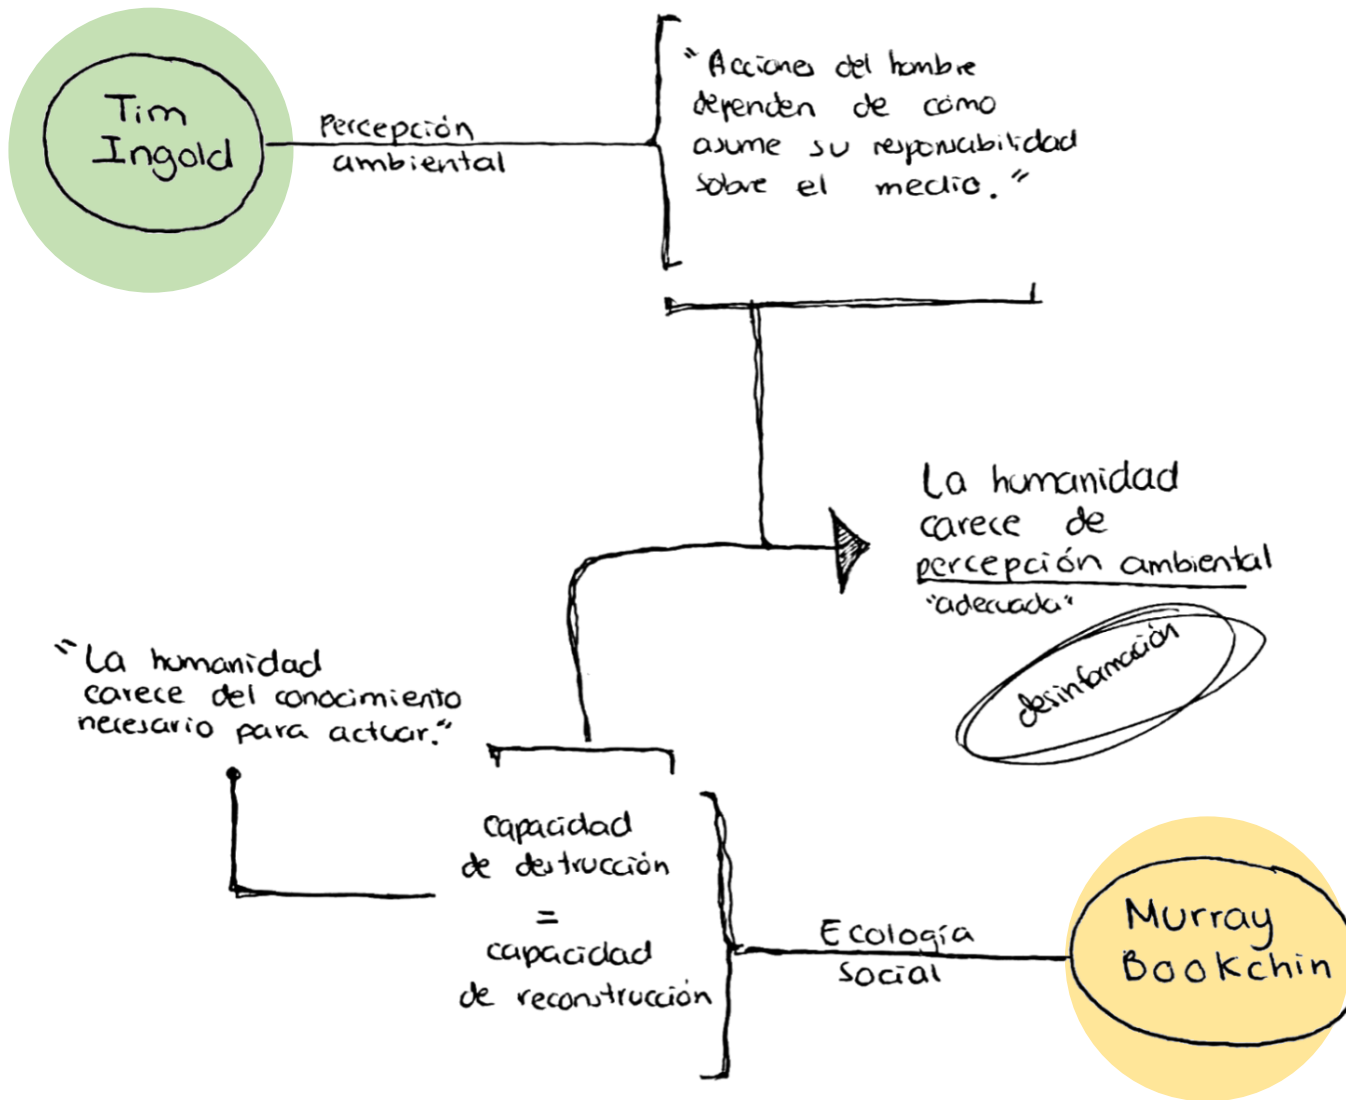 Tim
Ingold
Percepción
ambiental
"Acciones del hombre
dependen de cómo
asume su responsabilidad
sobre el medio."
La humanidad
carece de
percepción ambiental
"adecuada"
desinformación
"La humanidad
carece del conocimiento
necesario para actuar."
capacidad
de destrucción
=
capacidad
de reconstrucción
Ecología
social
Murray
Bookchin